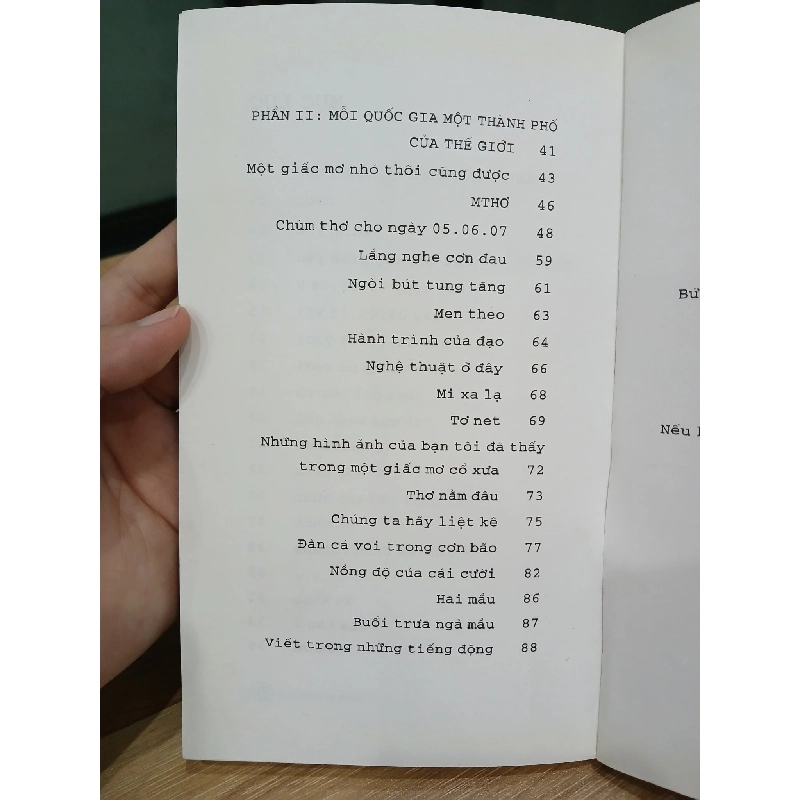 PHẦN II: MỖI QUỐC GIA MỘT THÀNH PHỐ
CỦA THẾ GIỚI 41
Một giấc mơ nhỏ thôi cũng được 43
MTHƠ 46
Chùm thơ cho ngày 05.06.07 48
Lắng nghe cơn đau 59
Ngòi bút tung tăng 61
Men theo 63
Hành trình của đạo 64
Nghệ thuật ở đây 66
Mi xa lạ 68
Tơ net 69
Những hình ảnh của bạn tôi đã thấy
trong một giấc mơ cổ xưa 72
Thơ nằm đâu 73
Chúng ta hãy liệt kê 75
Đàn cá voi trong cơn bão 77
Nồng độ của cái cười 82
Hai mầu 86
Buổi trưa ngả mầu 87
Viết trong những tiếng động 88
Bứ
Nếu